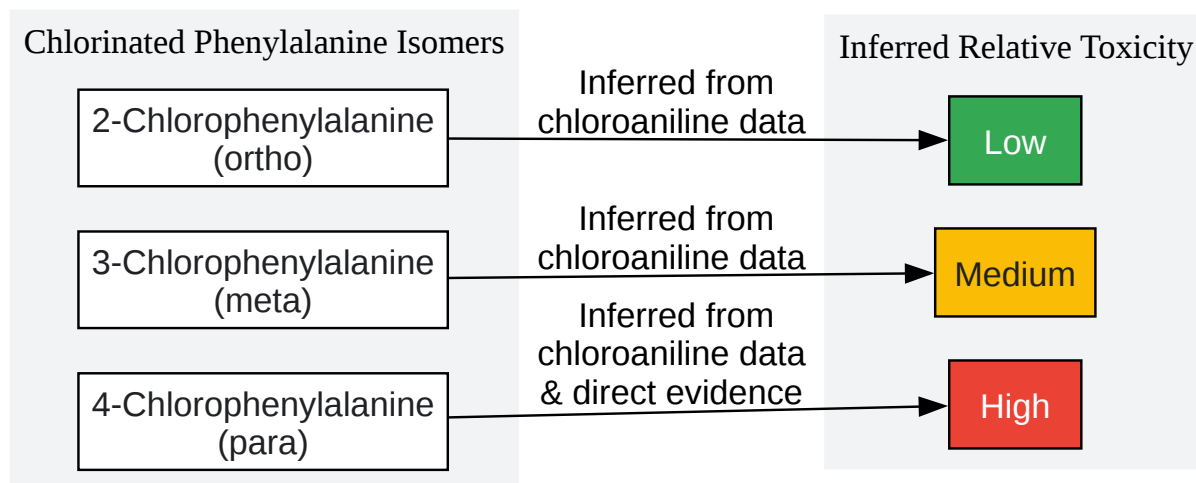 Chlorinated Phenylalanine Isomers
Inferred Relative Toxicity
2-Chlorophenylalanine
(ortho)
Inferred from
chloroaniline data
Low
3-Chlorophenylalanine
(meta)
Inferred from
chloroaniline data
Medium
4-Chlorophenylalanine
(para)
Inferred from
chloroaniline data
& direct evidence
High